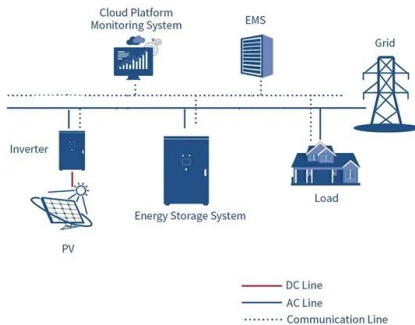 Cloud Platform
Monitoring System
EMS
Grid
Inverter
Energy Storage System
Load
PV
DC Line
AC Line
Communication Line